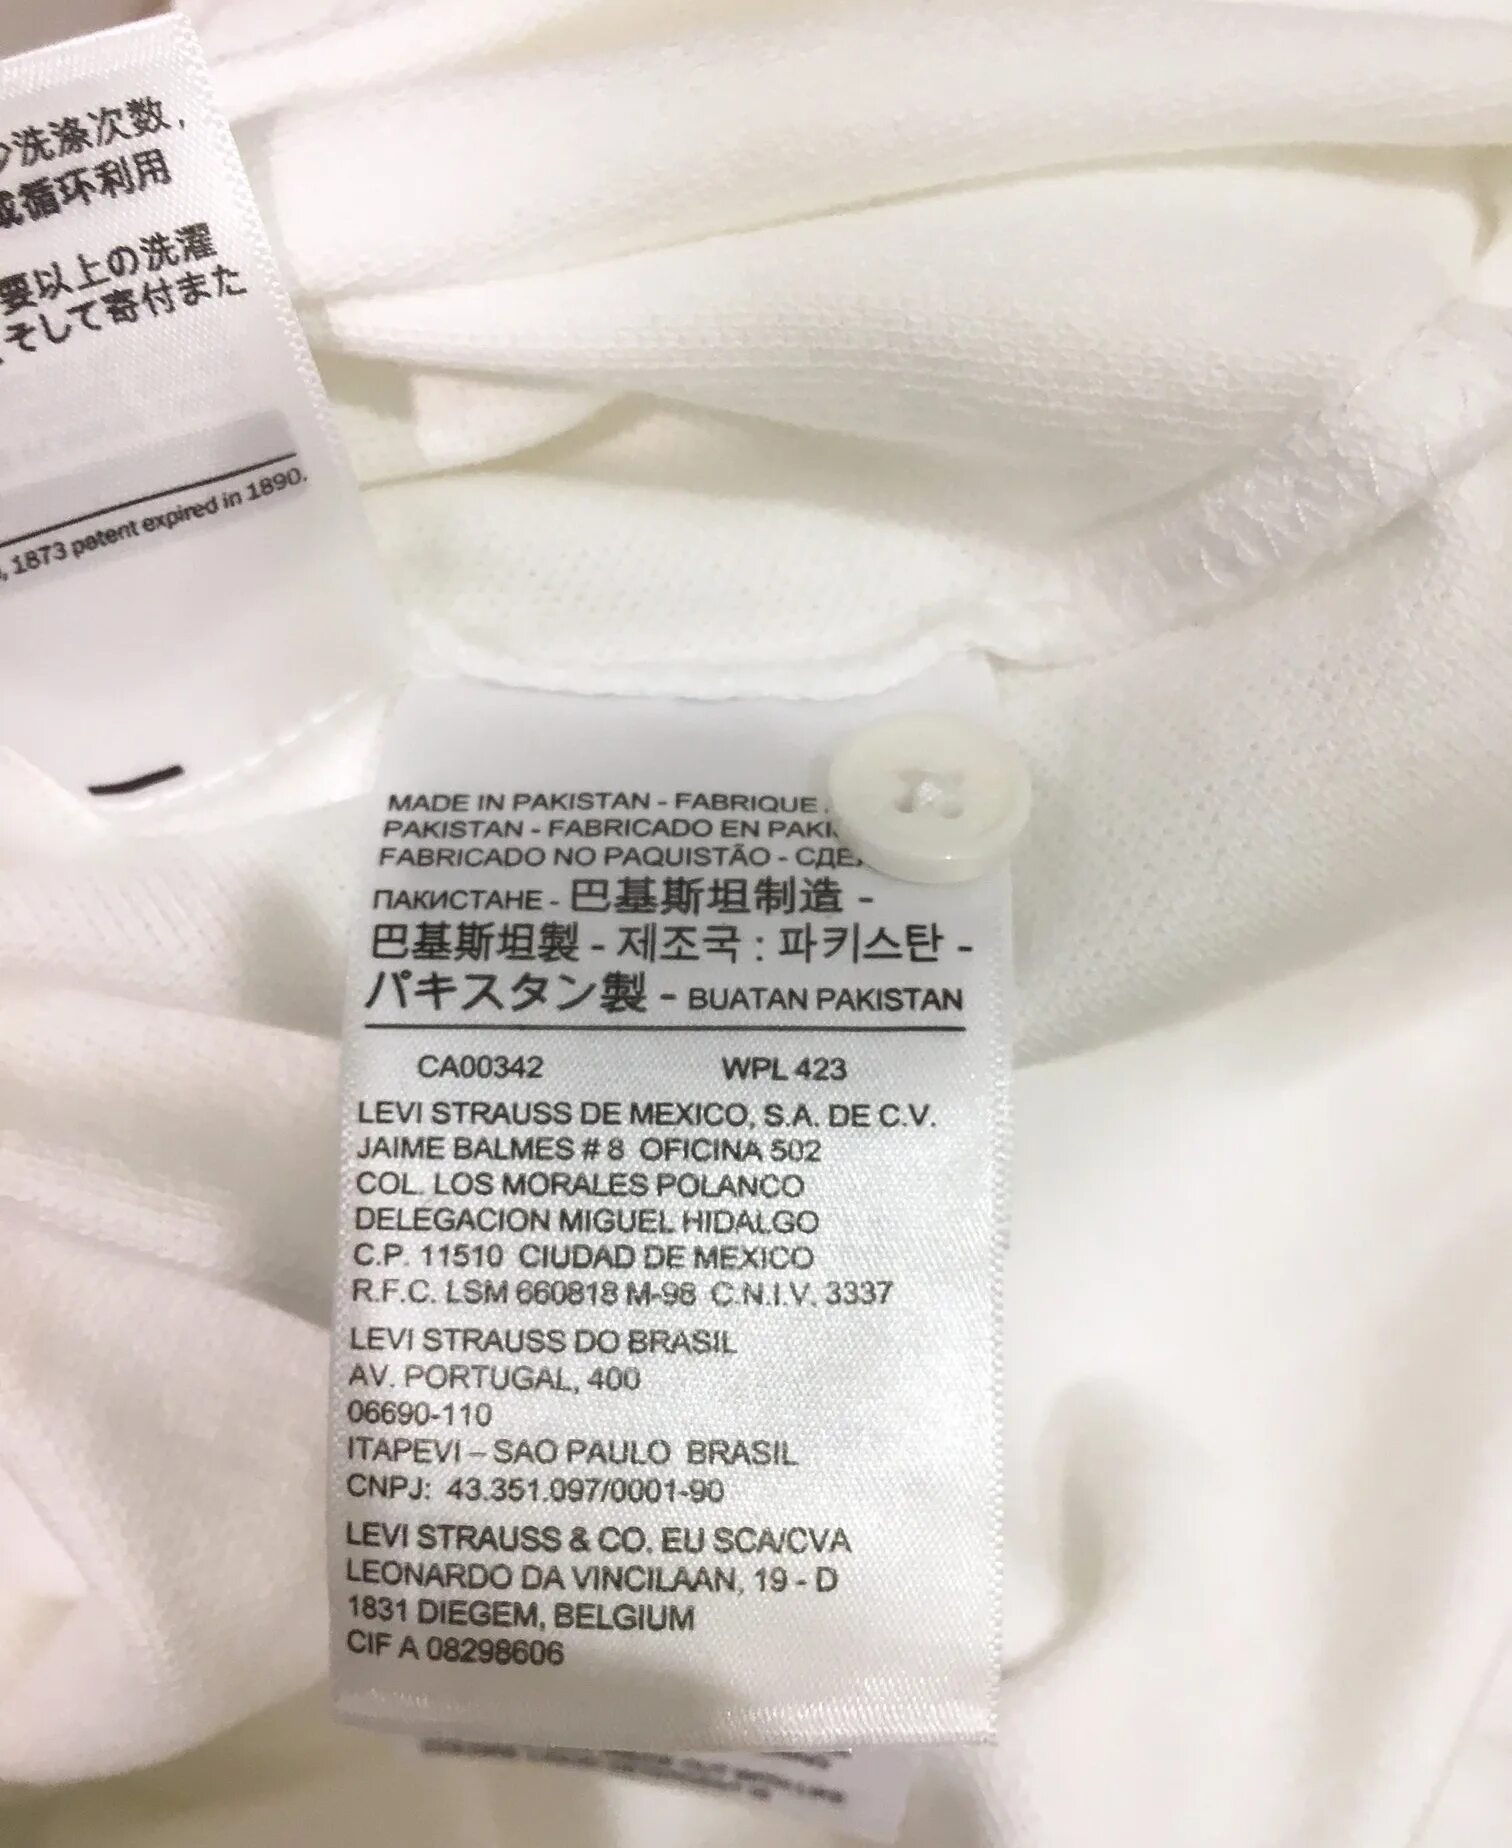 洗涤次数,
循环利用
要以上の洗濯
そして寄付また
, 1873 patent expired in 1890.
MADE IN PAKISTAN - FABRIQUE
PAKISTAN - FABRICADO EN
FABRICADO NO PAQUISTÃO -
ПАКИСТАНЕ - 巴基斯坦制造 -
巴基斯坦製 - 제조국 : 파키스탄 -
パキスタン製 - BUATAN PAKISTAN
CA00342 WPL 423
LEVI STRAUSS DE MEXICO, S.A. DE C.V.
JAIME BALMES # 8 OFICINA 502
COL. LOS MORALES POLANCO
DELEGACION MIGUEL HIDALGO
C.P. 11510 CIUDAD DE MEXICO
R.F.C. LSM 660818 M-98 C.N.I.V. 3337
LEVI STRAUSS DO BRASIL
AV. PORTUGAL, 400
06690-110
ITAPEVI – SAO PAULO BRASIL
CNPJ: 43.351.097/0001-90
LEVI STRAUSS & CO. EU SCA/CVA
LEONARDO DA VINCILAAN, 19 - D
1831 DIEGEM, BELGIUM
CIF A 08298606